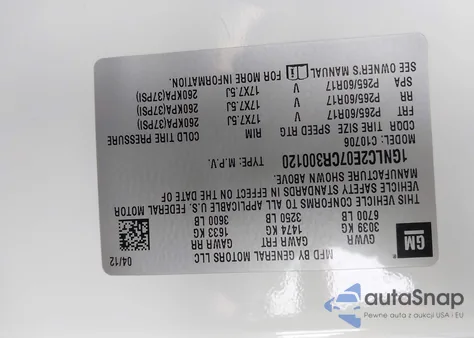 MFD BY GENERAL MOTORS LLC
04/12
GM
GVWR GAWR FRT GAWR RR
3039 KG 1474 KG 1633 KG
6700 LB 3250 LB 3600 LB
THIS VEHICLE CONFORMS TO ALL APPLICABLE U.S. FEDERAL MOTOR
VEHICLE SAFETY STANDARDS IN EFFECT ON THE DATE OF
MANUFACTURE SHOWN ABOVE.
1GNLC2E07CR300120 TYPE: M.P.V.
MODEL: C10706
TIRE SIZE SPEED RTG RIM COLD TIRE PRESSURE
FRT P265/60R17 V 17X7.5J 260KPA(37PSI)
RR P265/60R17 V 17X7.5J 260KPA(37PSI)
SPA P265/60R17 V 17X7.5J 260KPA(37PSI)
SEE OWNER'S MANUAL FOR MORE INFORMATION.
autaSnap
Pewne auta z aukcji USA i EU